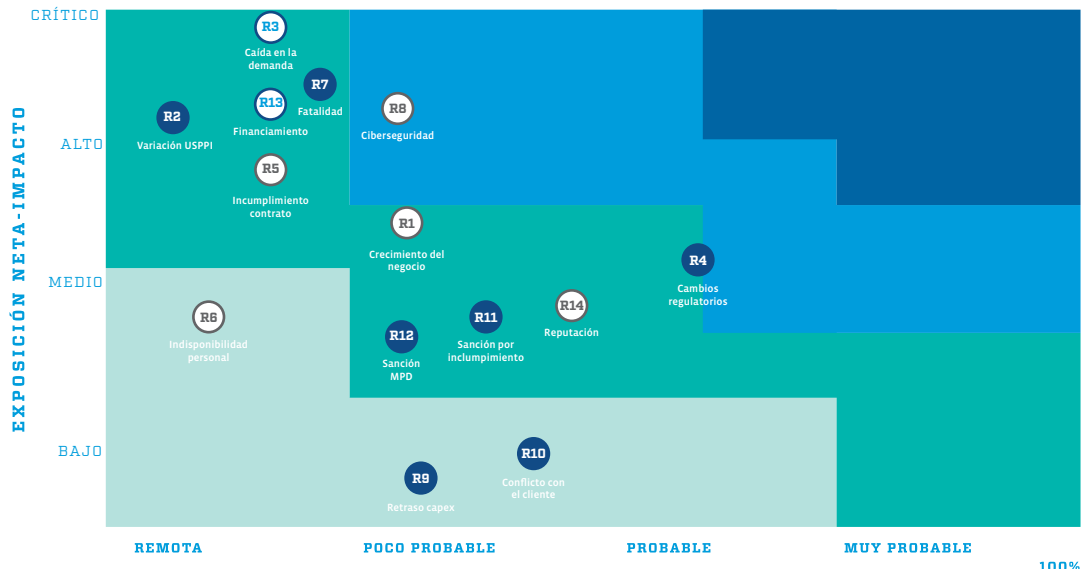 CRÍTICO
R3
Caída en la
demanda
R7
Fatalidad
R13
Financiamiento
R2
Variación USPPI
R8
Ciberseguridad
ALTO
R5
Incumplimiento
contrato
R1
Crecimiento del
negocio
R4
Cambios
regulatorios
MEDIO
R6
Indisponibilidad
personal
R14
Reputación
R11
Sanción por
inclumpimiento
R12
Sanción
MPD
BAJO
R10
Conflicto con
el cliente
R9
Retraso capex
EXPOSICIÓN NETA-IMPACTO
REMOTA
POCO PROBABLE
PROBABLE
MUY PROBABLE
100%